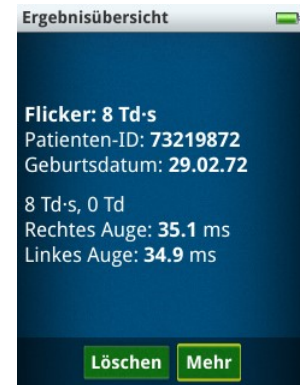 Ergebnisübersicht
Flicker: 8 Td·s
Patienten-ID: 73219872
Geburtsdatum: 29.02.72
8 Td·s, 0 Td
Rechtes Auge: 35.1 ms
Linkes Auge: 34.9 ms
Löschen Mehr